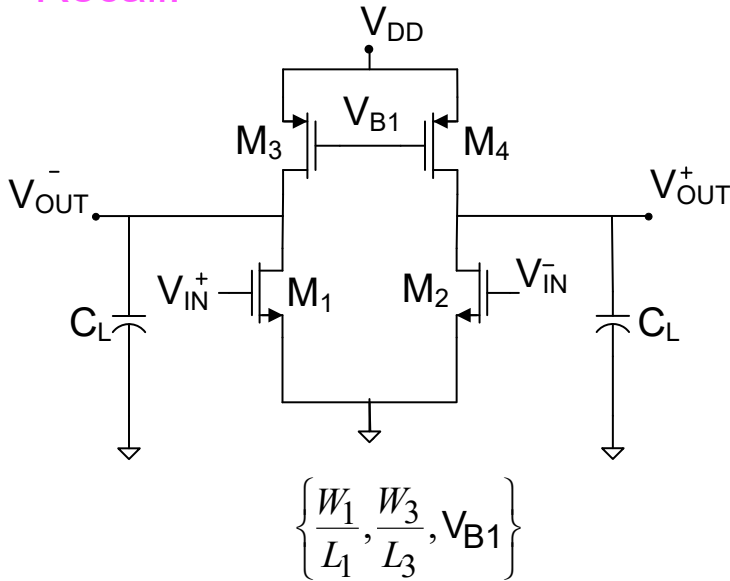 V_DD
V_B1
M_3 M_4
V_OUT^- V_OUT^+
V_IN^+ M_1 M_2 V_IN^-
C_L C_L
{W_1/L_1, W_3/L_3, V_B1}